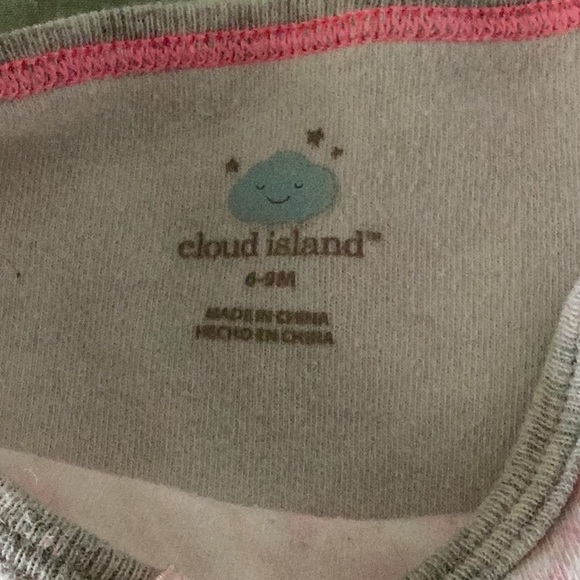 cloud island™
6-9M
MADE IN CHINA
HECHO EN CHINA